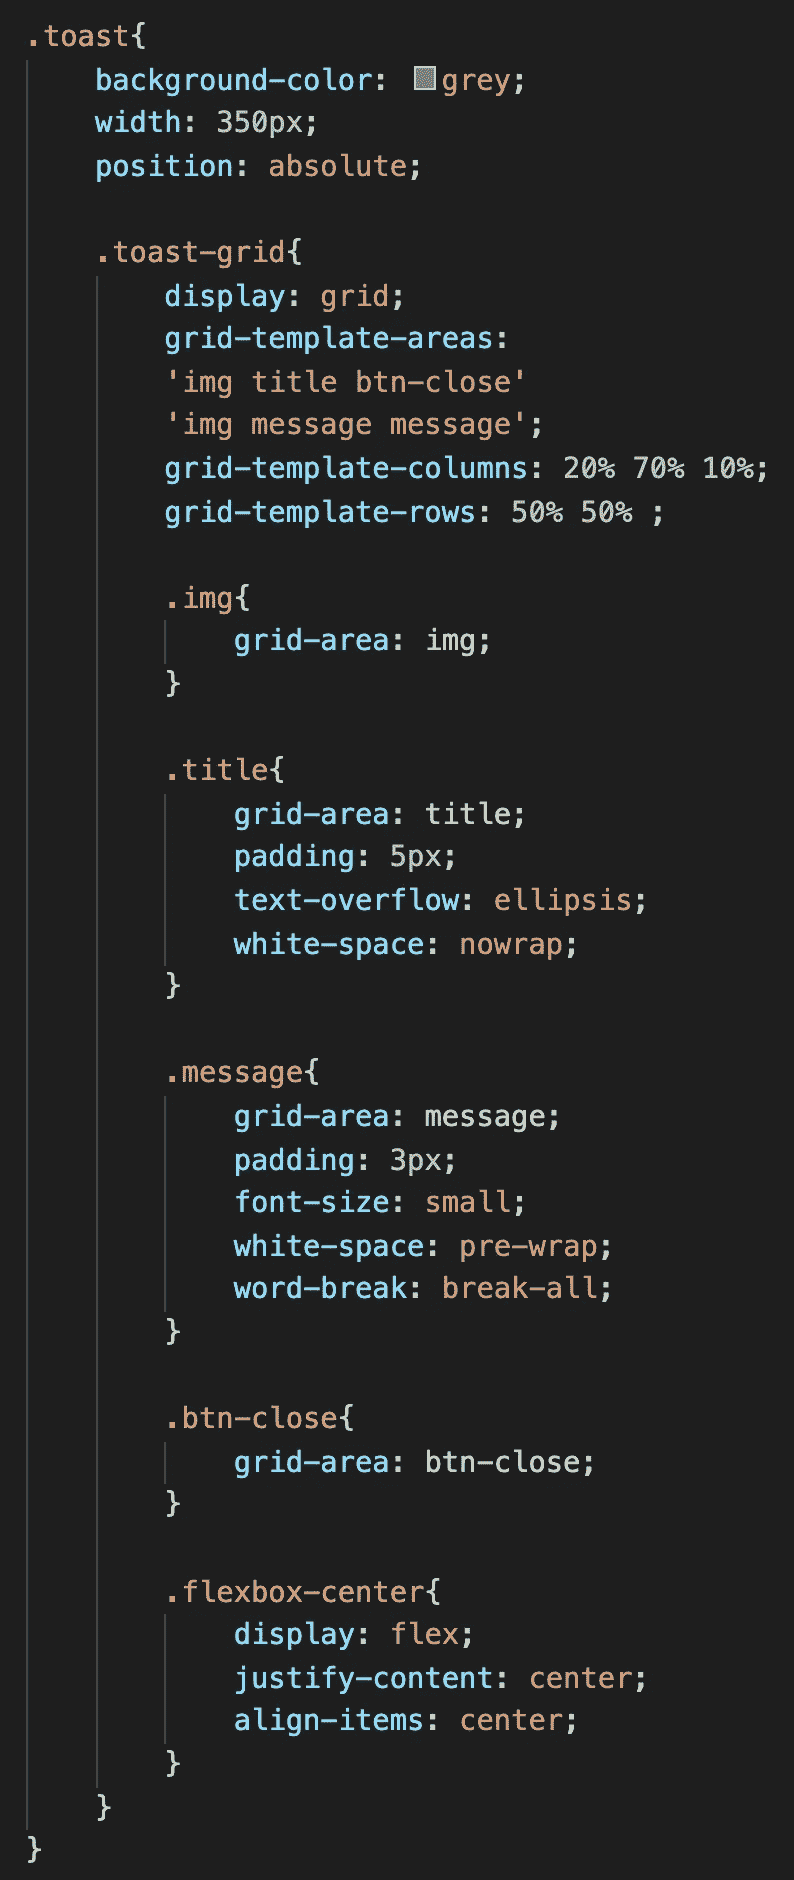 .toast{
background-color: grey;
width: 350px;
position: absolute;
.toast-grid{
display: grid;
grid-template-areas:
'img title btn-close'
'img message message';
grid-template-columns: 20% 70% 10%;
grid-template-rows: 50% 50% ;
.img{
grid-area: img;
}
.title{
grid-area: title;
padding: 5px;
text-overflow: ellipsis;
white-space: nowrap;
}
.message{
grid-area: message;
padding: 3px;
font-size: small;
white-space: pre-wrap;
word-break: break-all;
}
.btn-close{
grid-area: btn-close;
}
.flexbox-center{
display: flex;
justify-content: center;
align-items: center;
}
}
}